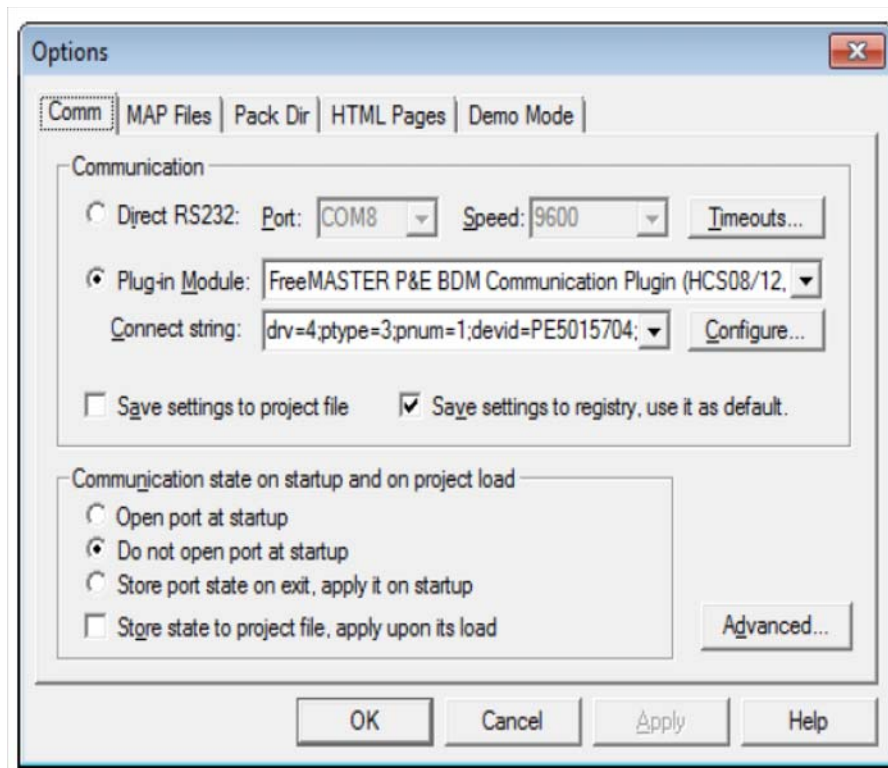 Options
Comm MAP Files Pack Dir HTML Pages Demo Mode
Communication
Direct RS232: Port: COM8 Speed: 9600 Timeouts...
Plug-in Module: FreeMASTER P&E BDM Communication Plugin (HCS08/12,
Connect string: drv=4;ptype=3;pnum=1;devid=PE5015704; Configure...
Save settings to project file Save settings to registry, use it as default.
Communication state on startup and on project load
Open port at startup
Do not open port at startup
Store port state on exit, apply it on startup
Store state to project file, apply upon its load Advanced...
OK Cancel Apply Help